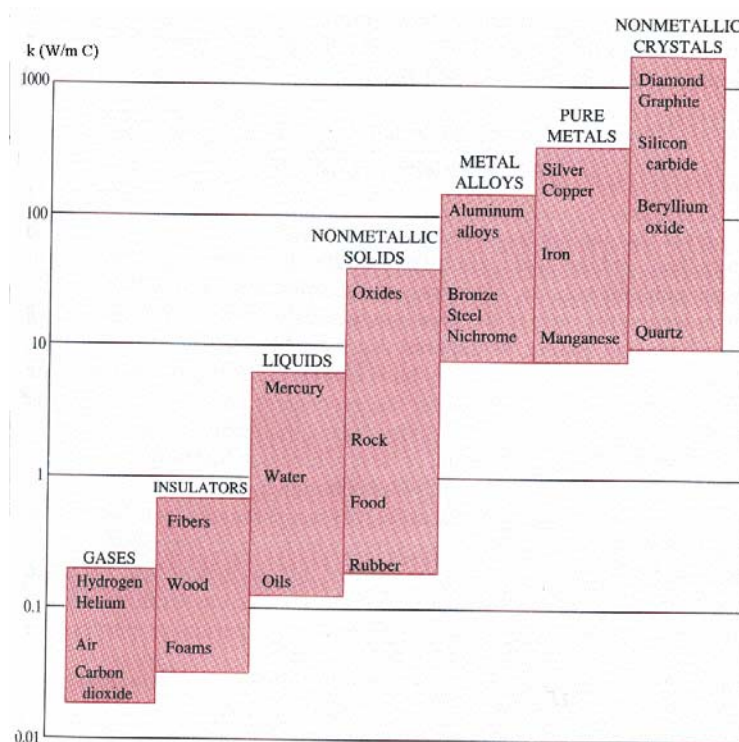 k (W/m C)
1000
100
10
1
0.1
0.01
GASES
Hydrogen
Helium
Air
Carbon
dioxide
INSULATORS
Fibers
Wood
Foams
LIQUIDS
Mercury
Water
Oils
NONMETALLIC
SOLIDS
Oxides
Rock
Food
Rubber
METAL
ALLOYS
Aluminum
alloys
Bronze
Steel
Nichrome
PURE
METALS
Silver
Copper
Iron
Manganese
NONMETALLIC
CRYSTALS
Diamond
Graphite
Silicon
carbide
Beryllium
oxide
Quartz